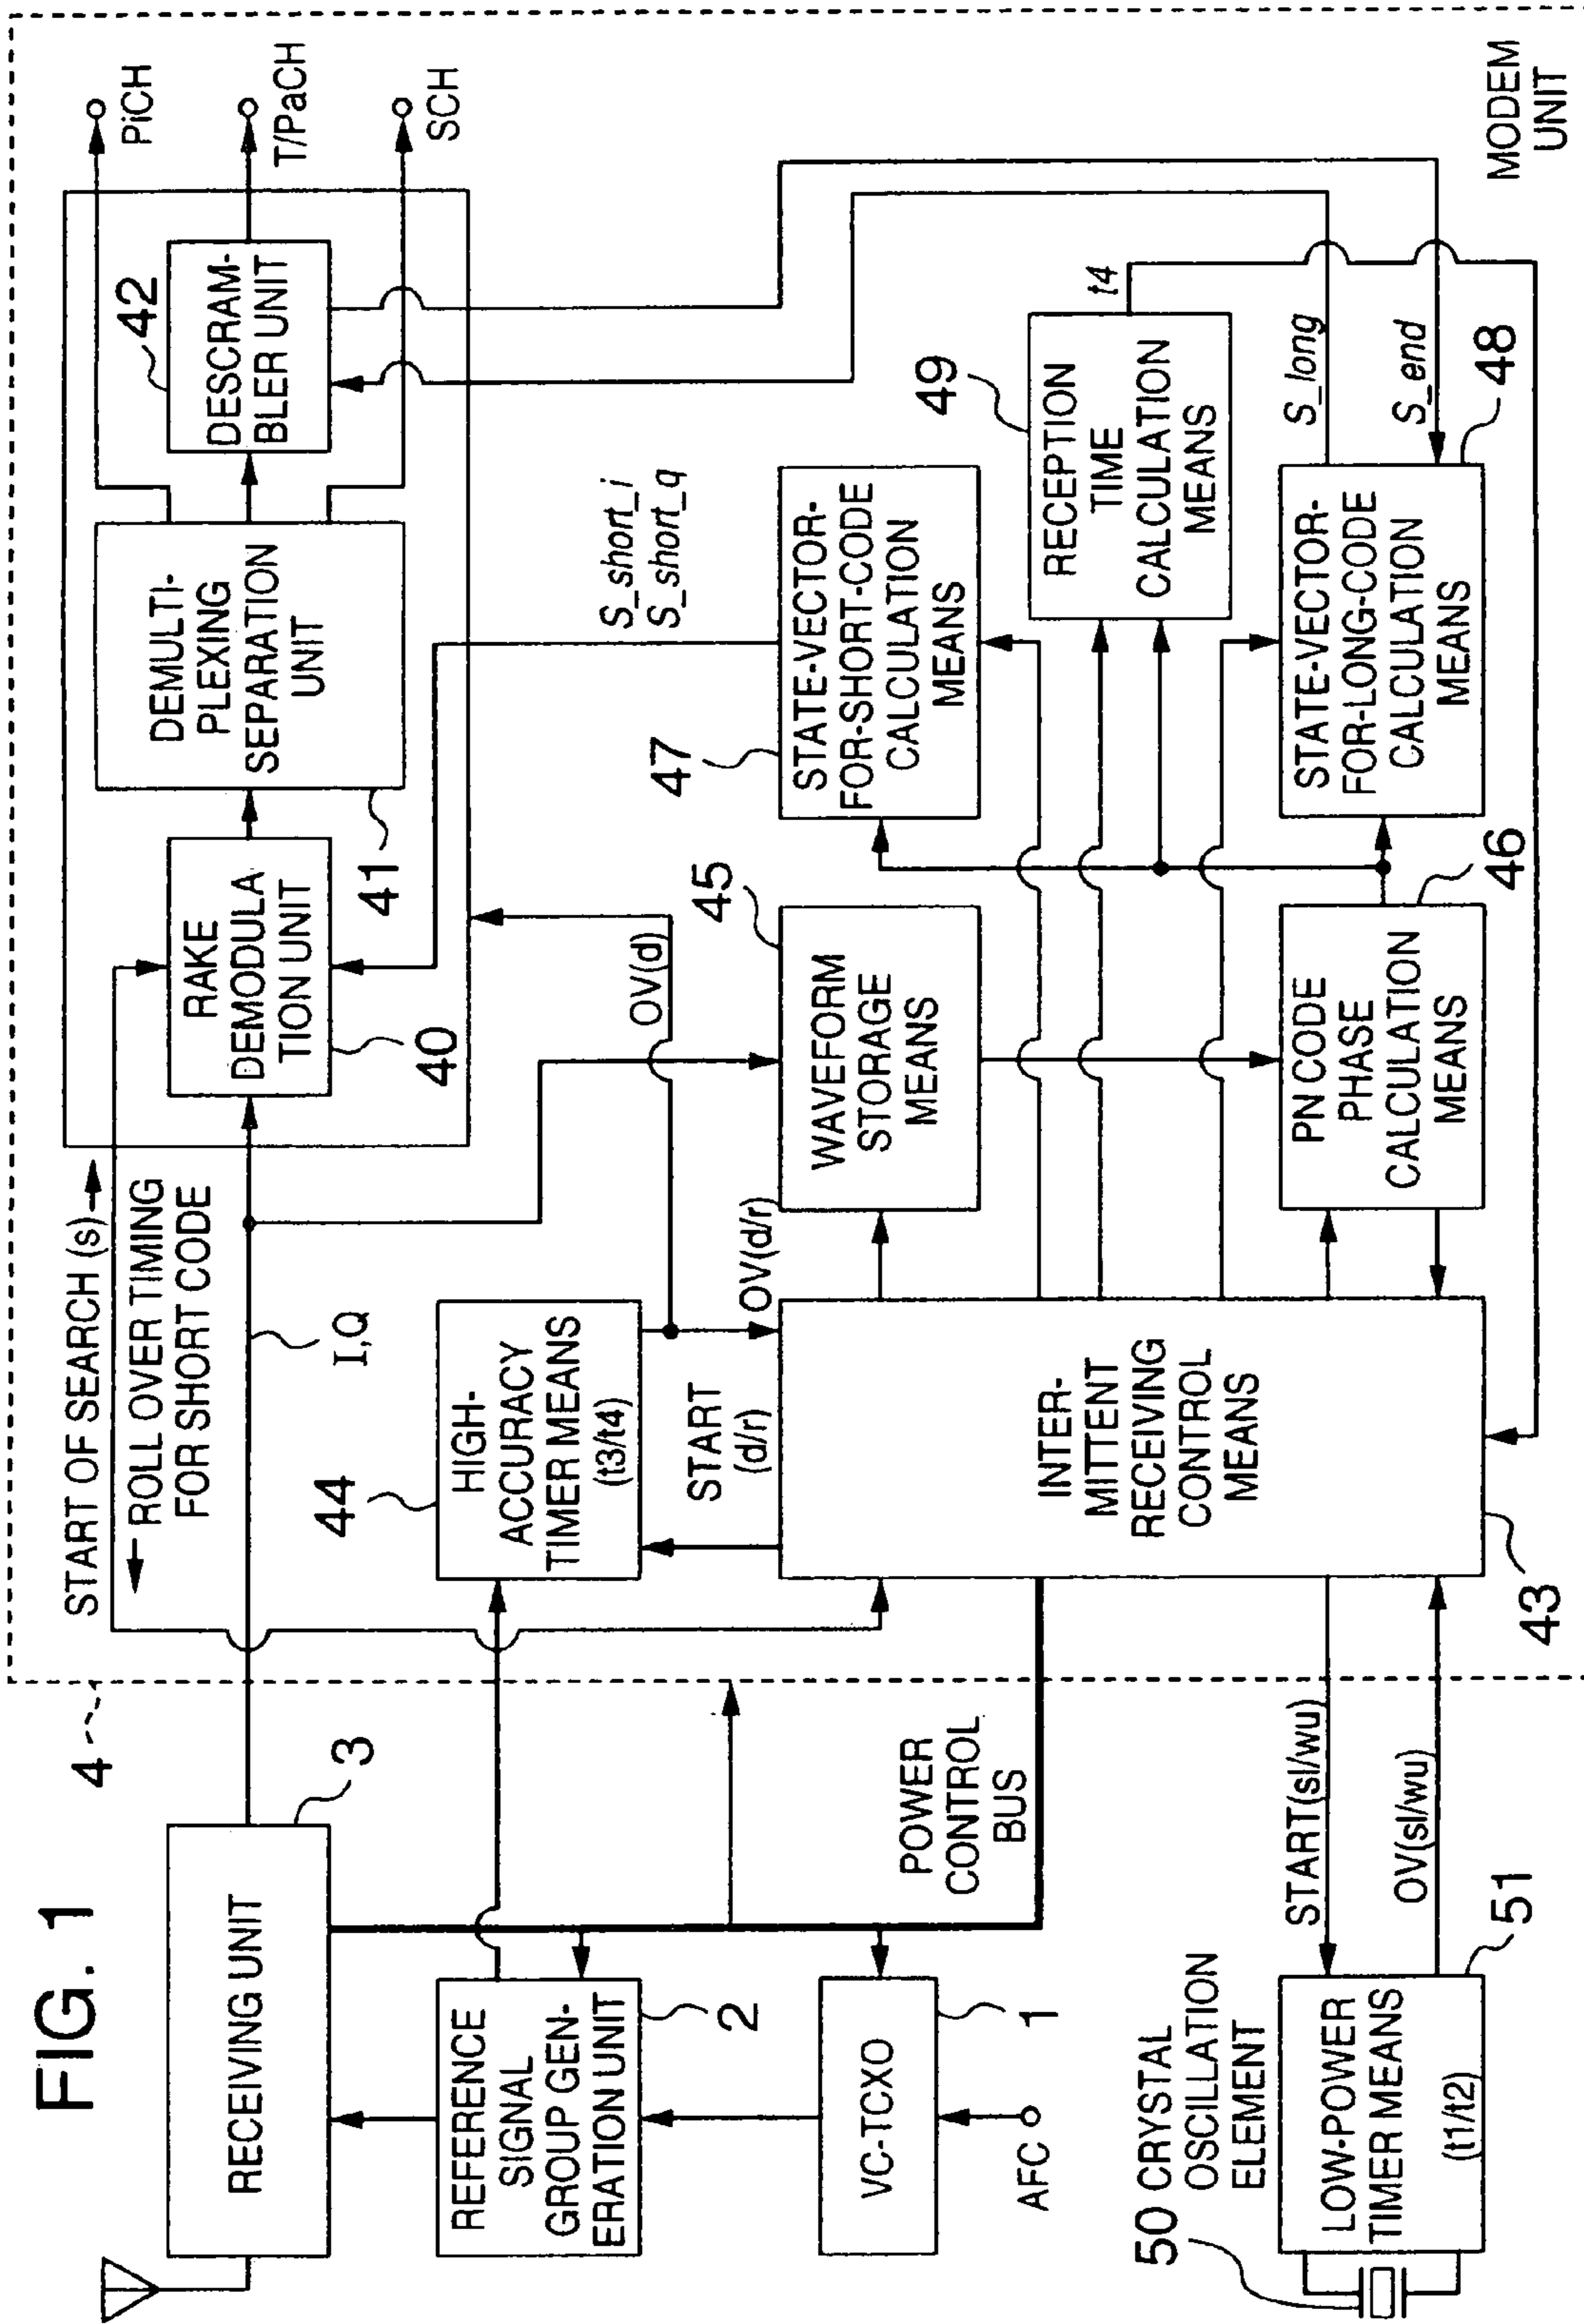 FIG. 1
RECEIVING UNIT
3
4
REFERENCE
SIGNAL
GROUP GEN-
ERATION UNIT
2
VC-TCXO
1
AFC
50 CRYSTAL
OSCILLATION
ELEMENT
LOW-POWER
TIMER MEANS
(t1/t2)
51
START(sl/wu)
OV(sl/wu)
POWER
CONTROL
BUS
START OF SEARCH (s)
ROLL OVER TIMING
FOR SHORT CODE
I,Q
44
HIGH-
ACCURACY
TIMER MEANS
(t3/t4)
START
(d/r)
OV(d/r)
OV(d)
INTER-
MITTENT
RECEIVING
CONTROL
MEANS
43
RAKE
DEMODULA
TION UNIT
40
DEMULTI-
PLEXING
SEPARATION
UNIT
41
42
DESCRAM-
BLER UNIT
PiCH
T/PaCH
SCH
45
WAVEFORM
STORAGE
MEANS
PN CODE
PHASE
CALCULATION
MEANS
46
47
STATE-VECTOR-
FOR-SHORT-CODE
CALCULATION
MEANS
S_short_i
S_short_q
49
RECEPTION
TIME
CALCULATION
MEANS
t4
STATE-VECTOR-
FOR-LONG-CODE
CALCULATION
MEANS
48
S_long
S_end
MODEM
UNIT